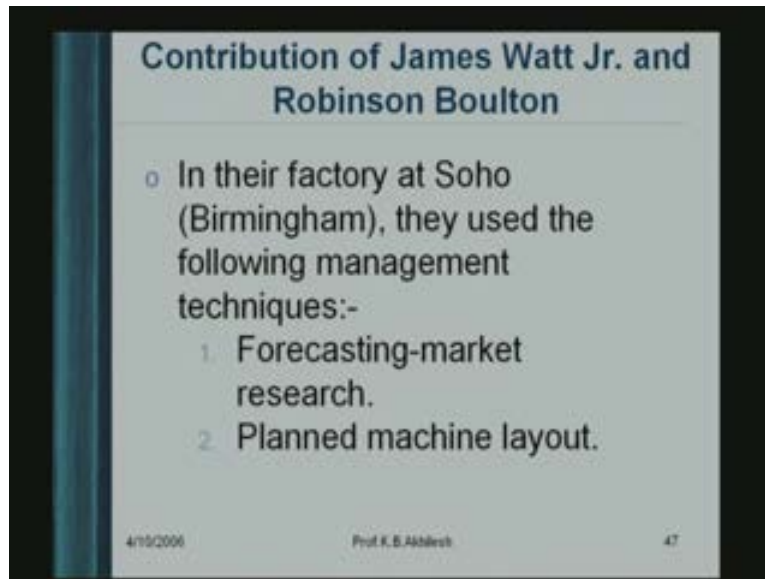 Contribution of James Watt Jr. and
Robinson Boulton
o In their factory at Soho
(Birmingham), they used the
following management
techniques:-
1. Forecasting-market
research.
2. Planned machine layout.
4/10/2006 Prof.K.B.Akhilesh 47